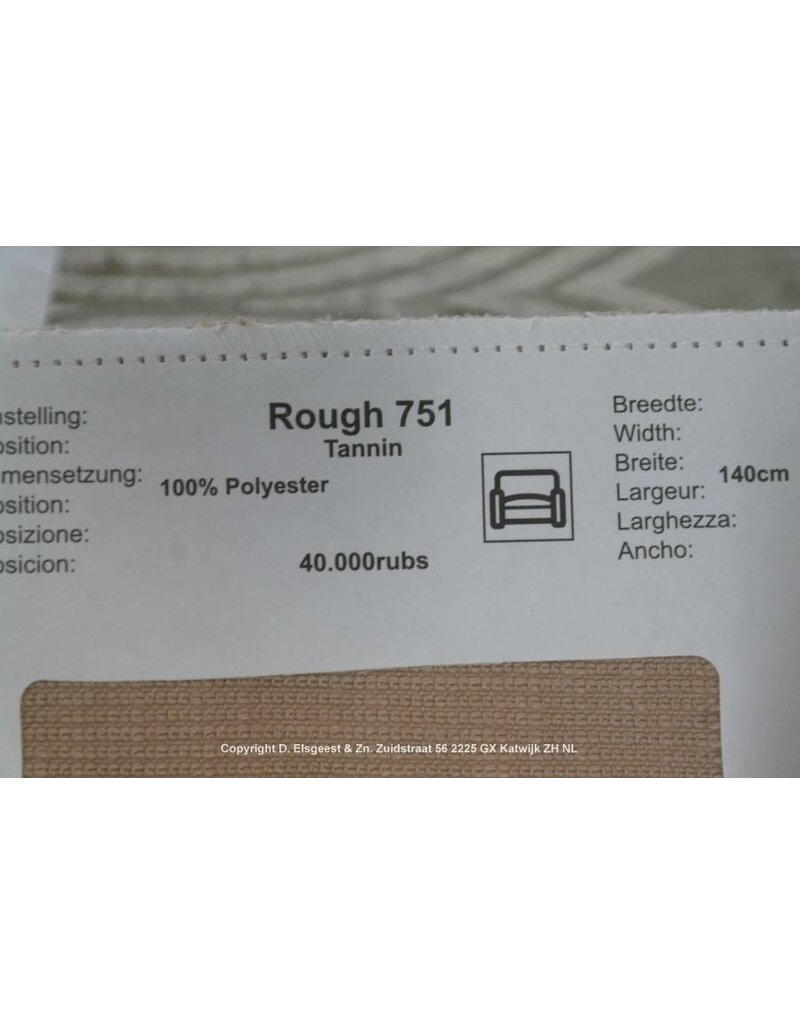 Rough 751
Tannin
nstelling:
osition:
mensetzung:
osition:
osizione:
osicion:
100% Polyester
40.000rubs
Breedte:
Width:
Breite:
Largeur:
Larghezza:
Ancho:
140cm
Copyright D. Elsgeest & Zn. Zuidstraat 56 2225 GX Katwijk ZH NL